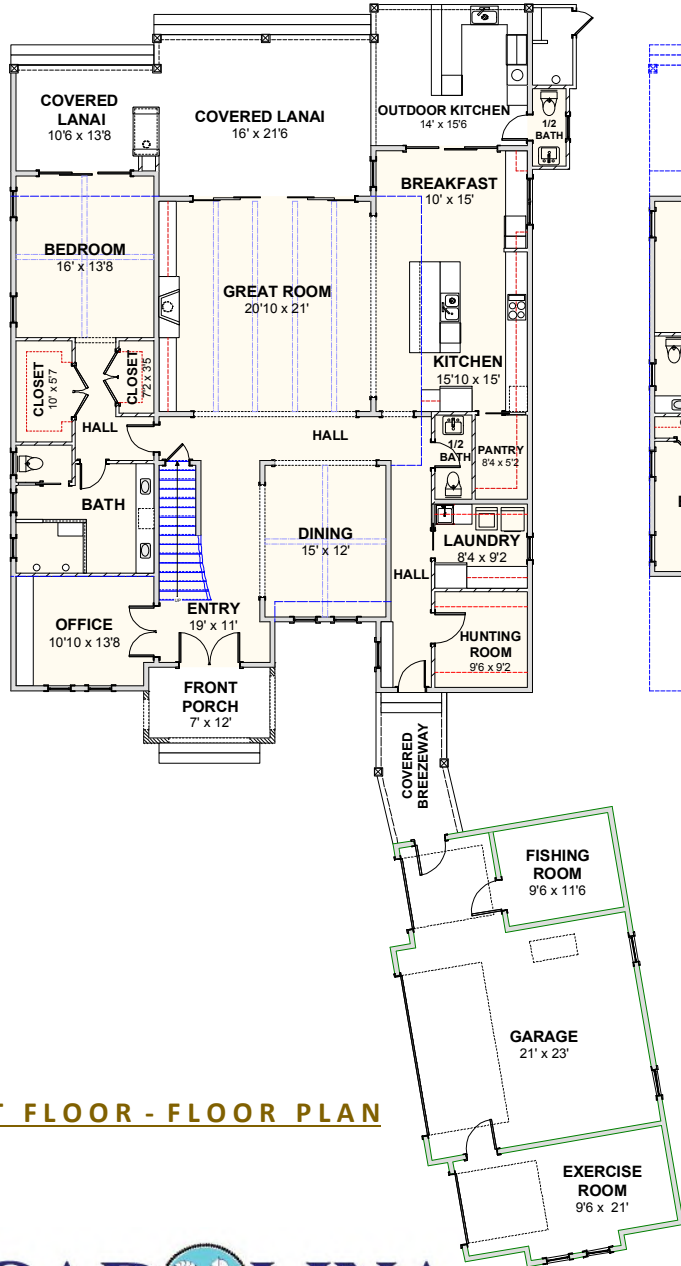 COVERED
LANAI
10'6 x 13'8
COVERED LANAI
16' x 21'6
OUTDOOR KITCHEN
14' x 15'6
1/2
BATH
BREAKFAST
10' x 15'
BEDROOM
16' x 13'8
GREAT ROOM
20'10 x 21'
KITCHEN
15'10 x 15'
CLOSET
10' x 5'7
CLOSET
7'2 x 3'5
HALL
HALL
1/2
BATH
PANTRY
8'4 x 5'2
BATH
DINING
15' x 12'
LAUNDRY
8'4 x 9'2
HALL
OFFICE
10'10 x 13'8
ENTRY
19' x 11'
HUNTING
ROOM
9'6 x 9'2
FRONT
PORCH
7' x 12'
COVERED
BREEZEWAY
FISHING
ROOM
9'6 x 11'6
GARAGE
21' x 23'
T FLOOR - FLOOR PLAN
EXERCISE
ROOM
9'6 x 21'